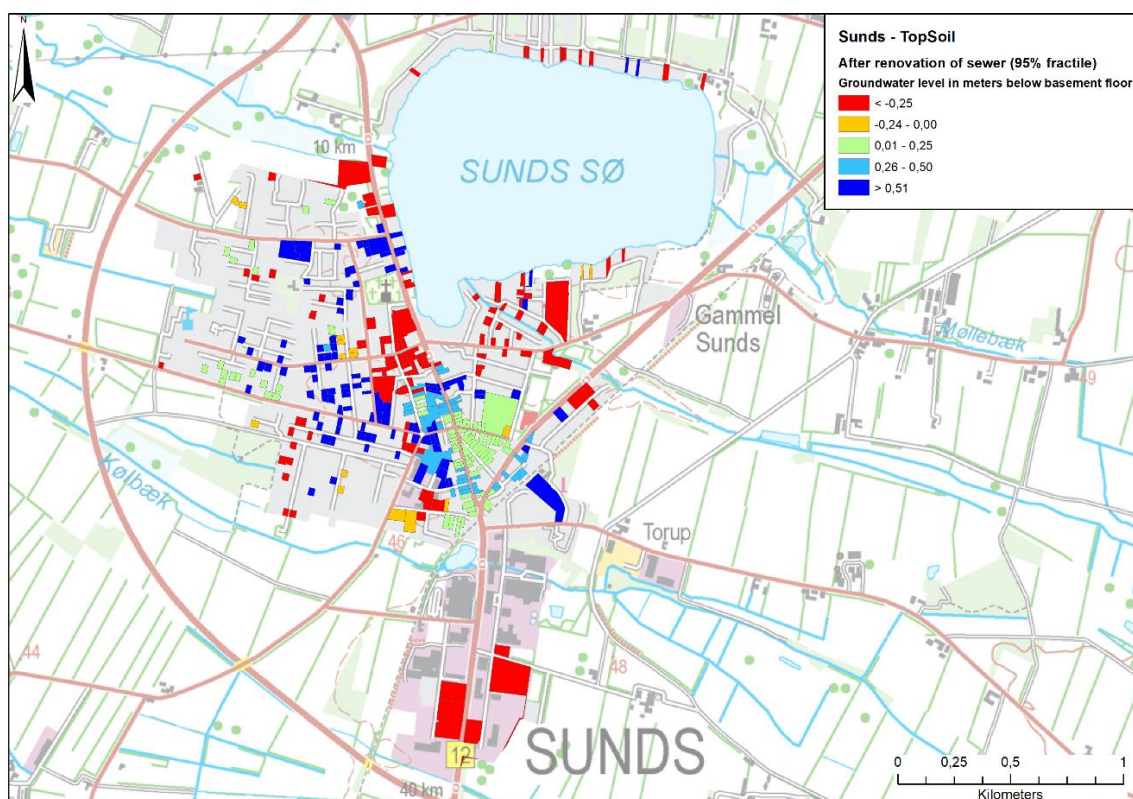 N
Sunds - TopSoil
After renovation of sewer (95% fractile)
Groundwater level in meters below basement floor
< -0,25
-0,24 - 0,00
0,01 - 0,25
0,26 - 0,50
> 0,51
10 km
SUNDS SØ
Gammel
Sunds
Møllebæk
49
Kølbæk
46
Torup
44
48
SUNDS
12
40 km
0 0,25 0,5 1
Kilometers